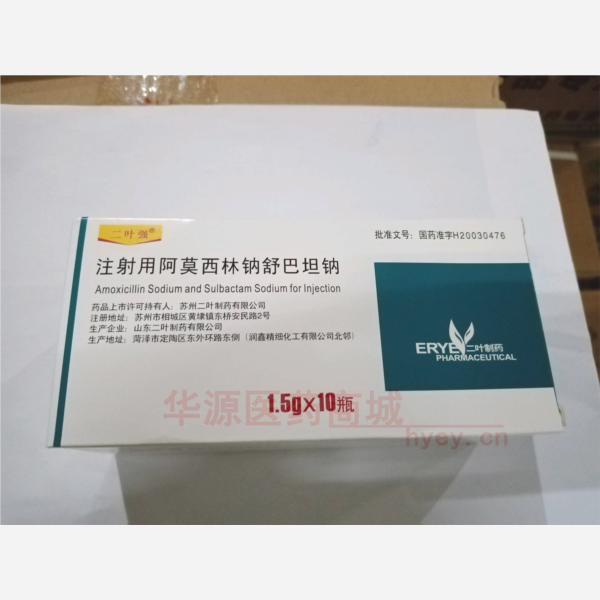 二叶强®
批准文号：国药准字H20030476
注射用阿莫西林钠舒巴坦钠
Amoxicillin Sodium and Sulbactam Sodium for Injection
药品上市许可持有人：苏州二叶制药有限公司
注册地址：苏州市相城区黄埭镇东桥安民路2号
生产企业：山东二叶制药有限公司
生产地址：菏泽市定陶区东外环路东侧（润鑫精细化工有限公司北邻）
ERYE 二叶制药
PHARMACEUTICAL
1.5g×10瓶
华源医药商城
hyey.cn